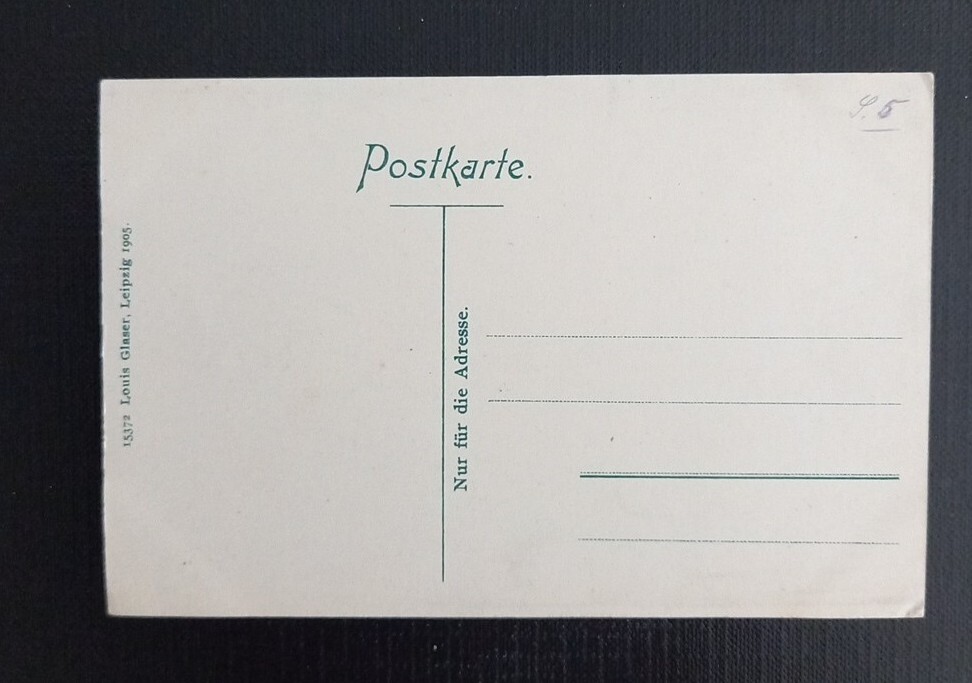 Postkarte.
15372 Louis Glaser, Leipzig 1905.
Nur für die Adresse.